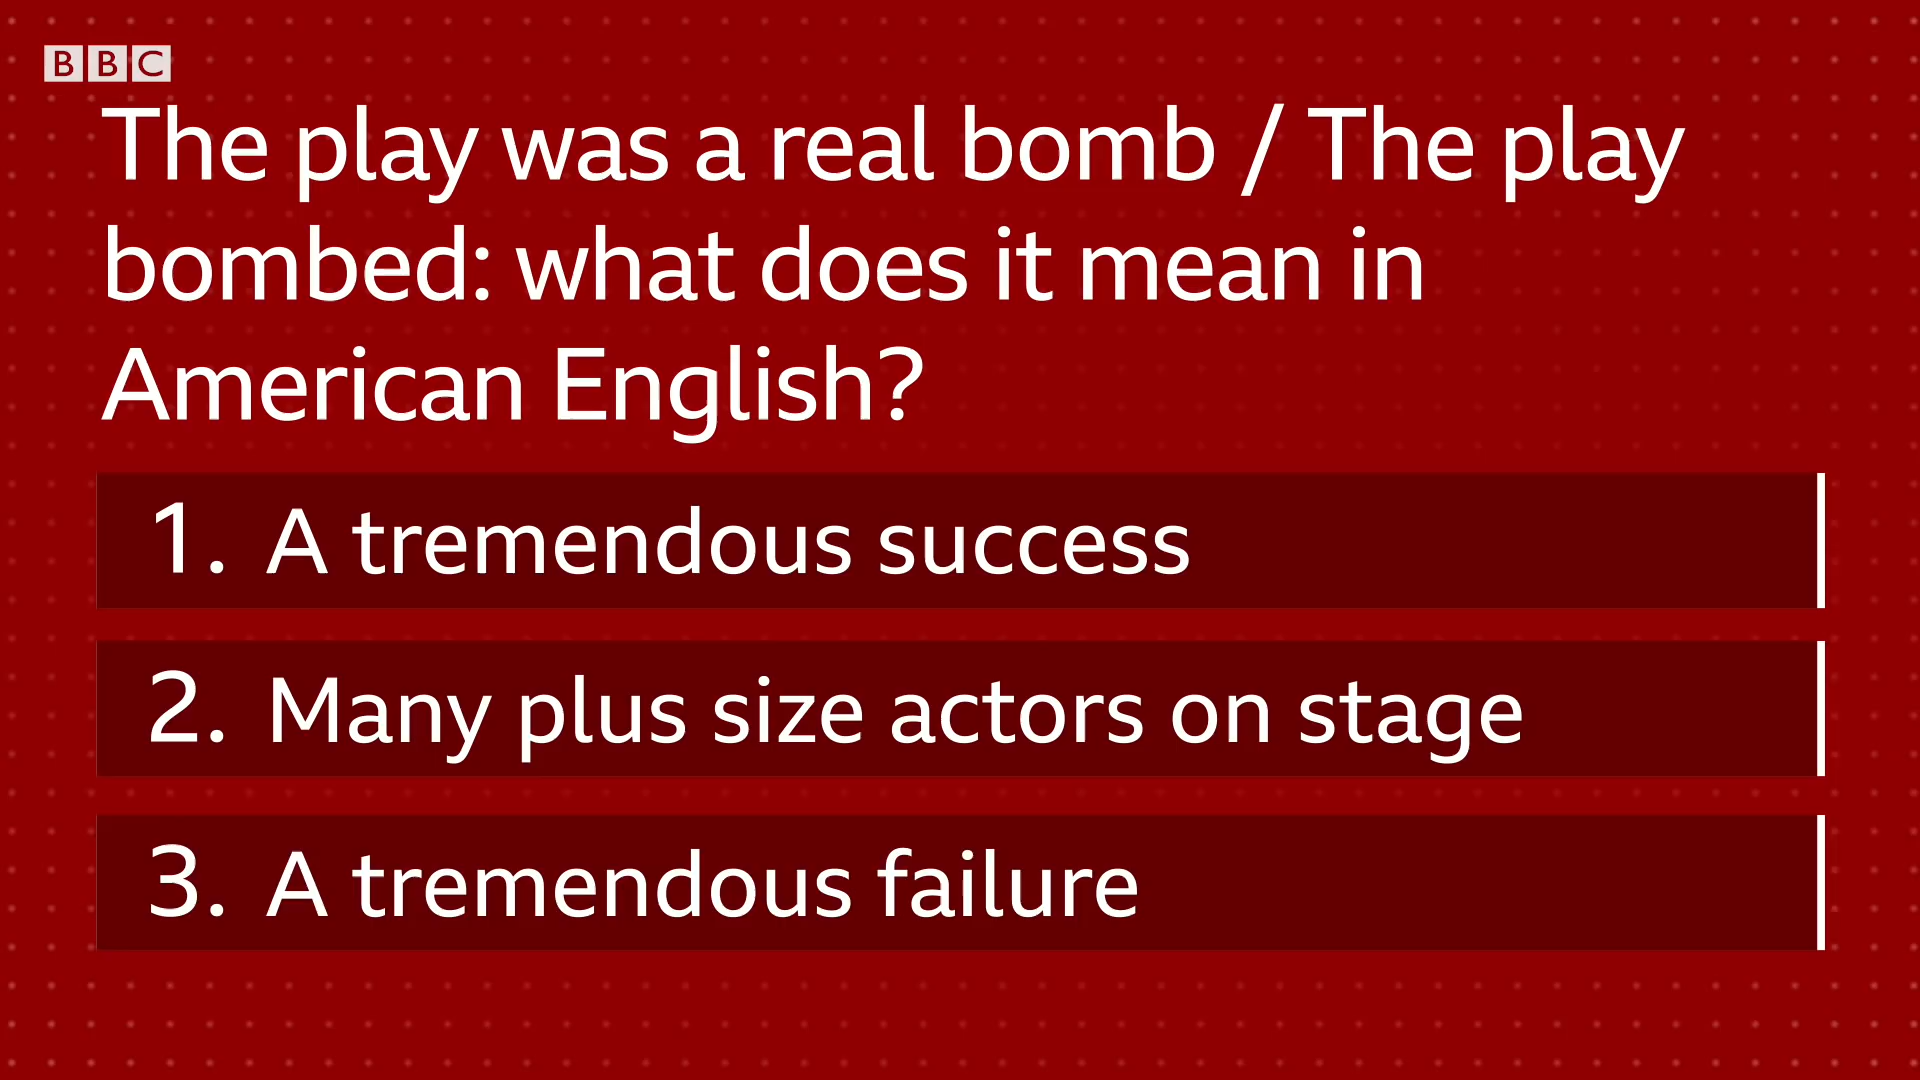 BBC
The play was a real bomb / The play
bombed: what does it mean in
American English?
1. A tremendous success
2. Many plus size actors on stage
3. A tremendous failure